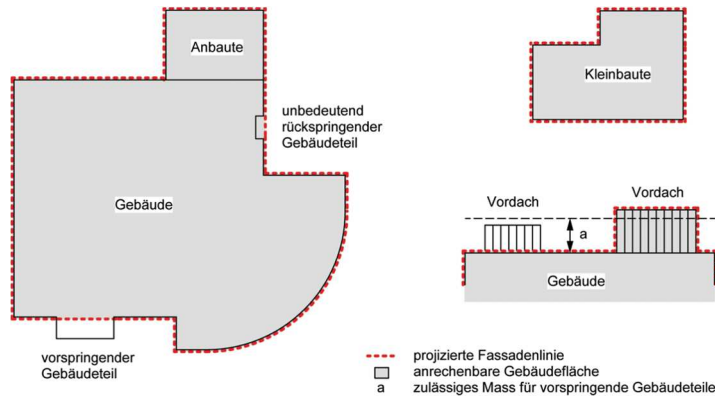 Anbaute
unbedeutend
rückspringender
Gebäudeteil
Gebäude
vorspringender
Gebäudeteil
Kleinbaute
Vordach
Vordach
a
Gebäude
projizierte Fassadenlinie
anrechenbare Gebäudefläche
a zulässiges Mass für vorspringende Gebäudeteile